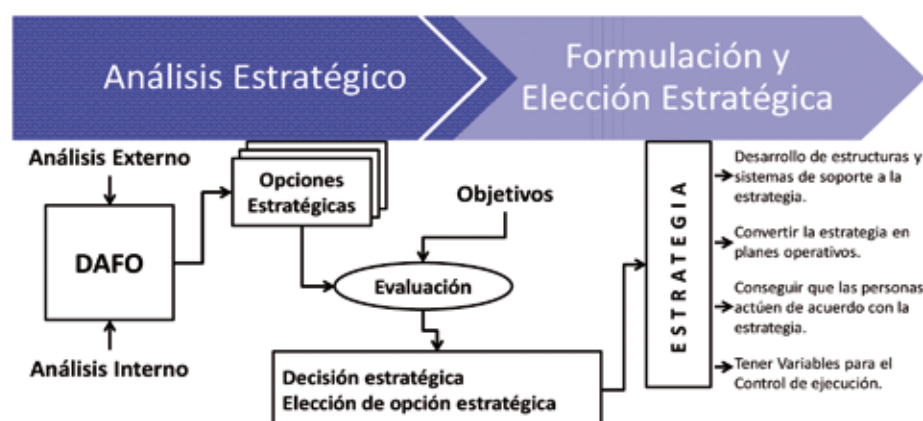 Análisis Estratégico
Formulación y
Elección Estratégica
Análisis Externo
DAFO
Análisis Interno
Opciones
Estratégicas
Objetivos
Evaluación
Decisión estratégica
Elección de opción estratégica
ESTRATEGIA
Desarrollo de estructuras y
sistemas de soporte a la
estrategia.
Convertir la estrategia en
planes operativos.
Conseguir que las personas
actúen de acuerdo con la
estrategia.
Tener Variables para el
Control de ejecución.